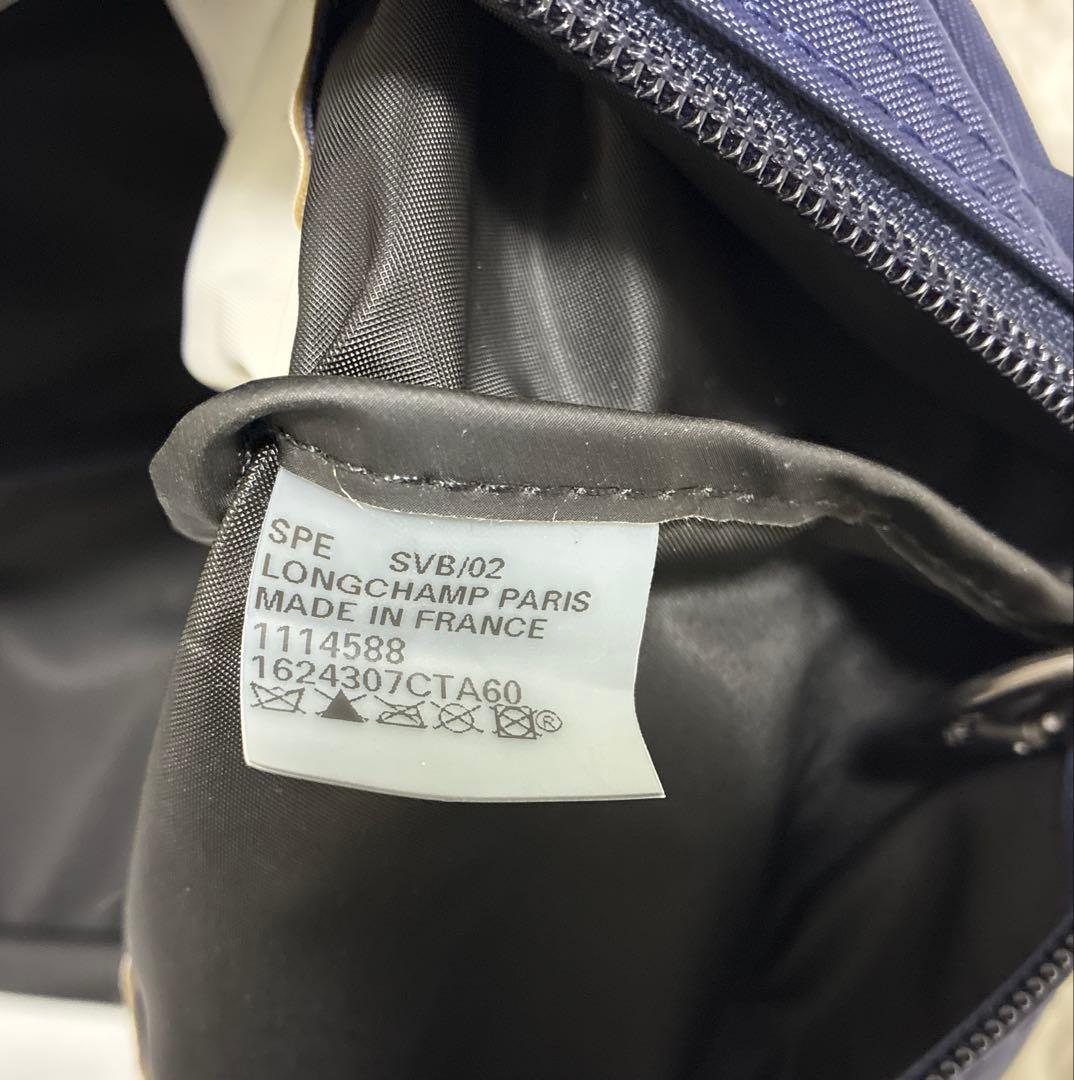 SPE SVB/02
LONGCHAMP PARIS
MADE IN FRANCE
1114588
1624307CTA60
®